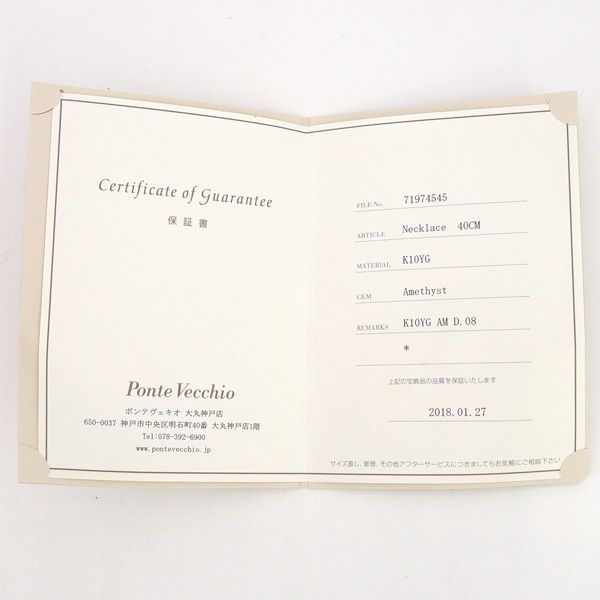 Certificate of Guarantee
保証書
Ponte Vecchio
ポンテヴェキオ 大丸神戸店
650-0037 神戸市中央区明石町40番 大丸神戸店1階
Tel:078-392-6900
www.pontevecchio.jp
FILE No. 71974545
ARTICLE Necklace 40CM
MATERIAL K10YG
GEM Amethyst
REMARKS K10YG AM D.08
*
上記の宝飾品の品質を保証いたします
2018.01.27
サイズ直し、修理、その他アフターサービスにつきましてもお気軽にご相談下さい